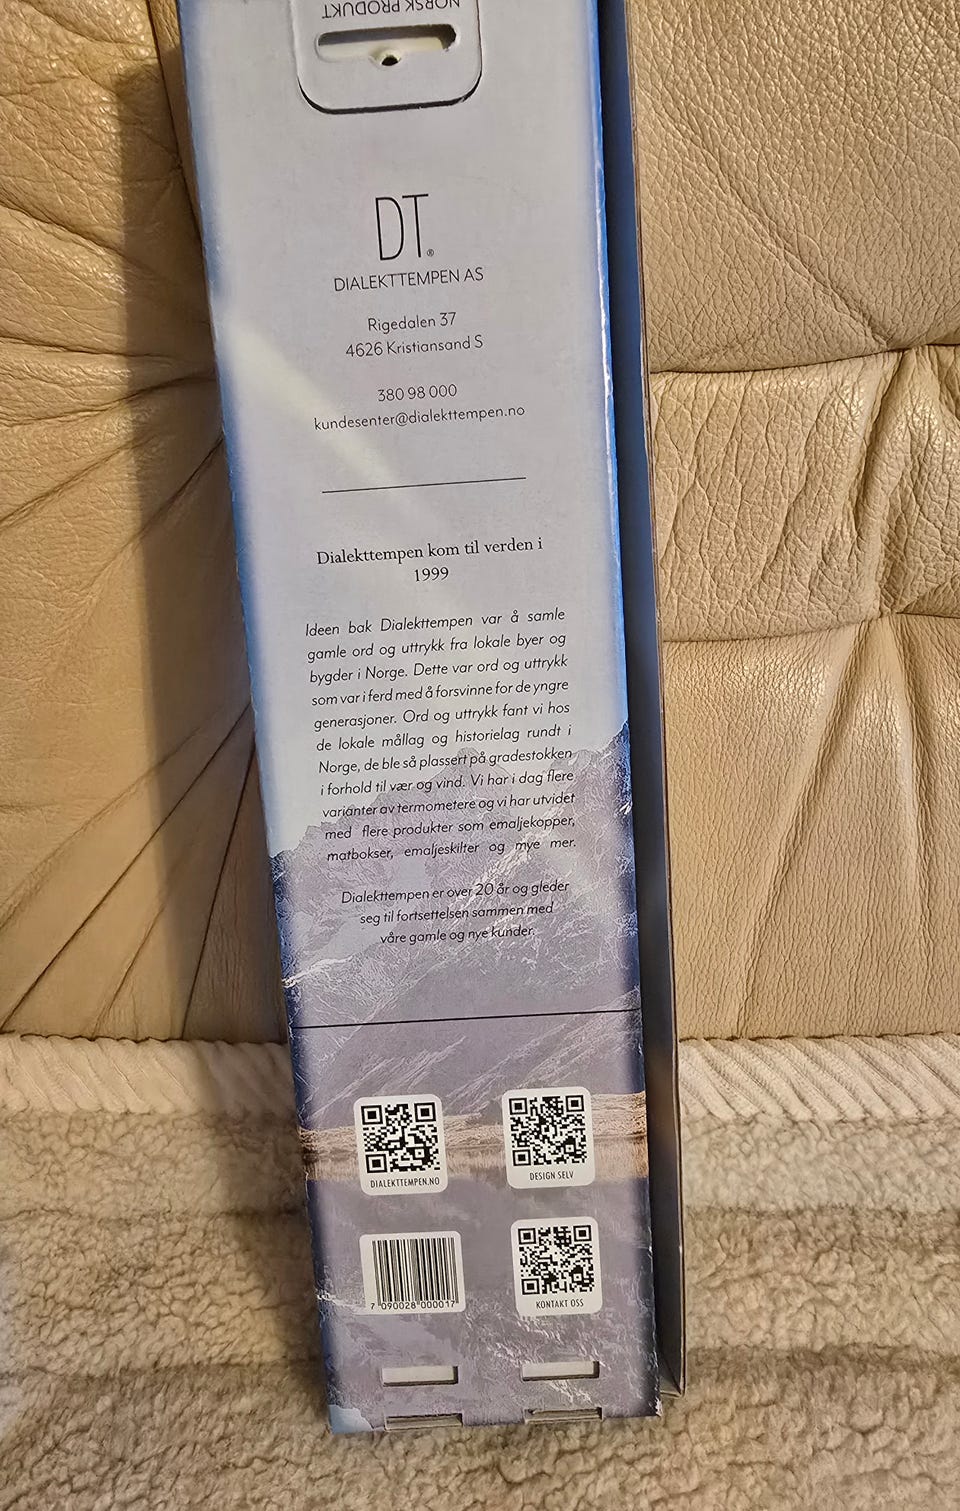 NORSK PRODUKT
DT®
DIALEKTTEMPEN AS
Rigedalen 37
4626 Kristiansand S
380 98 000
kundesenter@dialekttempen.no
Dialekttempen kom til verden i
1999
Ideen bak Dialekttempen var å samle
gamle ord og uttrykk fra lokale byer og
bygder i Norge. Dette var ord og uttrykk
som var i ferd med å forsvinne for de yngre
generasjoner. Ord og uttrykk fant vi hos
de lokale mållag og historielag rundt i
Norge, de ble så plassert på gradestokken
i forhold til vær og vind. Vi har i dag flere
varianter av termometere og vi har utvidet
med flere produkter som emaljekopper,
matbokser, emaljeskilter og mye mer.
Dialekttempen er over 20 år og gleder
seg til fortsettelsen sammen med
våre gamle og nye kunder.
DIALEKTTEMPEN.NO
DESIGN SELV
7 090028 000017
KONTAKT OSS